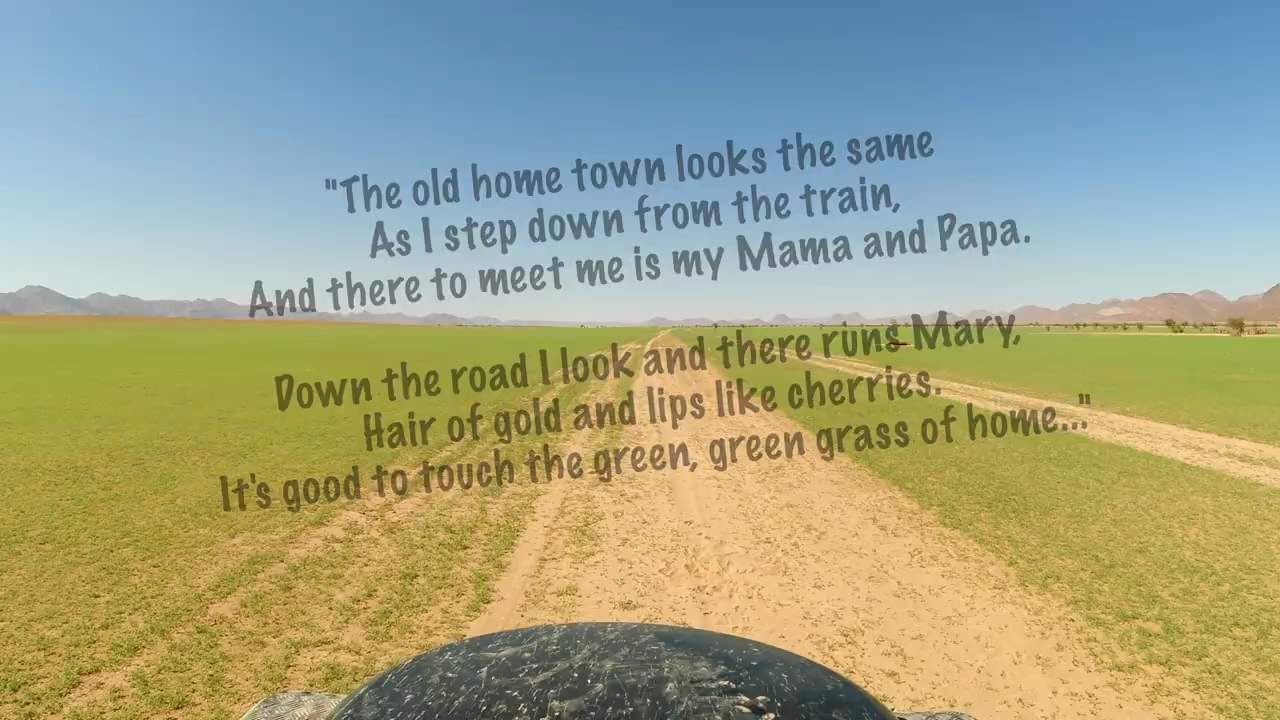 "The old home town looks the same
As I step down from the train,
And there to meet me is my Mama and Papa.
Down the road I look and there runs Mary,
Hair of gold and lips like cherries.
It's good to touch the green, green grass of home..."